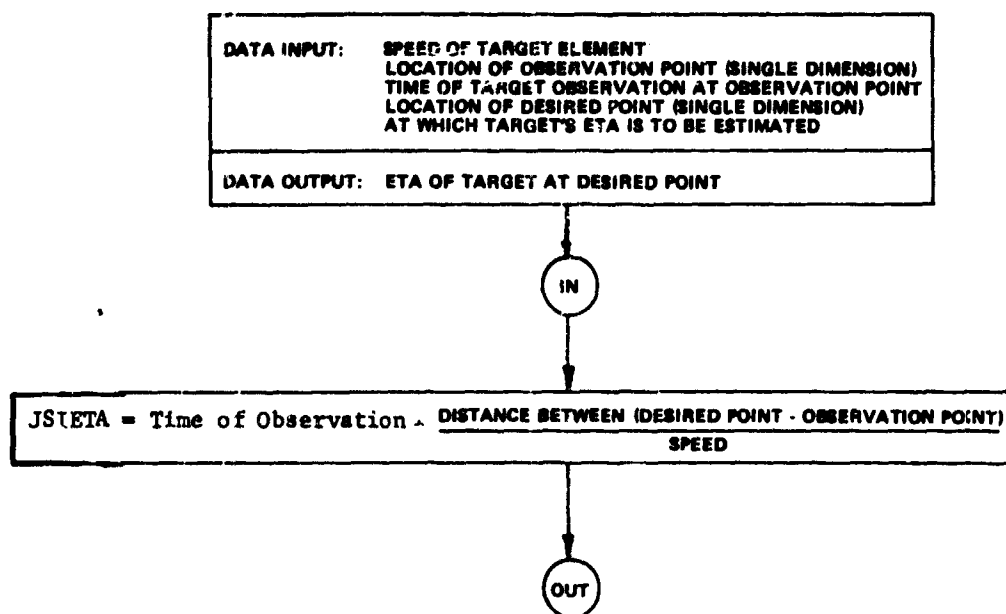 DATA INPUT: SPEED OF TARGET ELEMENT
LOCATION OF OBSERVATION POINT (SINGLE DIMENSION)
TIME OF TARGET OBSERVATION AT OBSERVATION POINT
LOCATION OF DESIRED POINT (SINGLE DIMENSION)
AT WHICH TARGET'S ETA IS TO BE ESTIMATED
DATA OUTPUT: ETA OF TARGET AT DESIRED POINT
IN
= Time of Observation DISTANCE BETWEEN (DESIRED POINT - OBSERVATION POINT)
SPEED
OUT